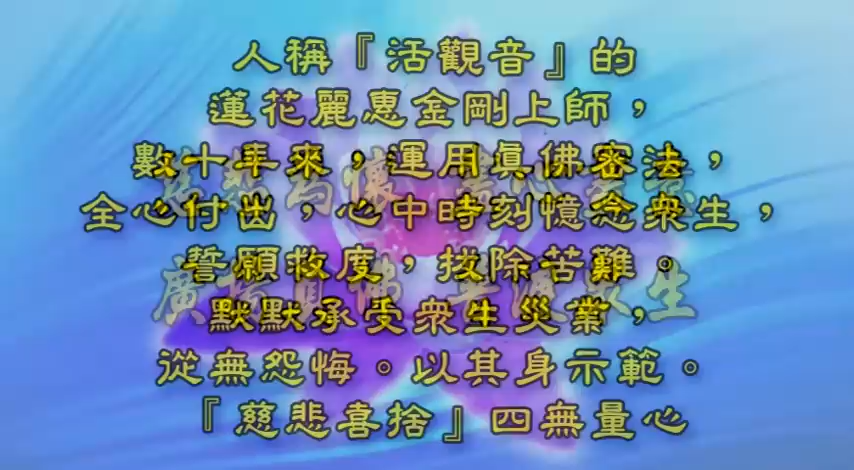 人稱『活觀音』的
蓮花麗惠金剛上師，
數十年來，運用真佛審法，
全心付出，心中時刻憶念衆生，
誓願救度，拔除苦難。
默默承受衆生災業，
從無怨悔。以其身示範。
『慈悲喜捨』四無量心